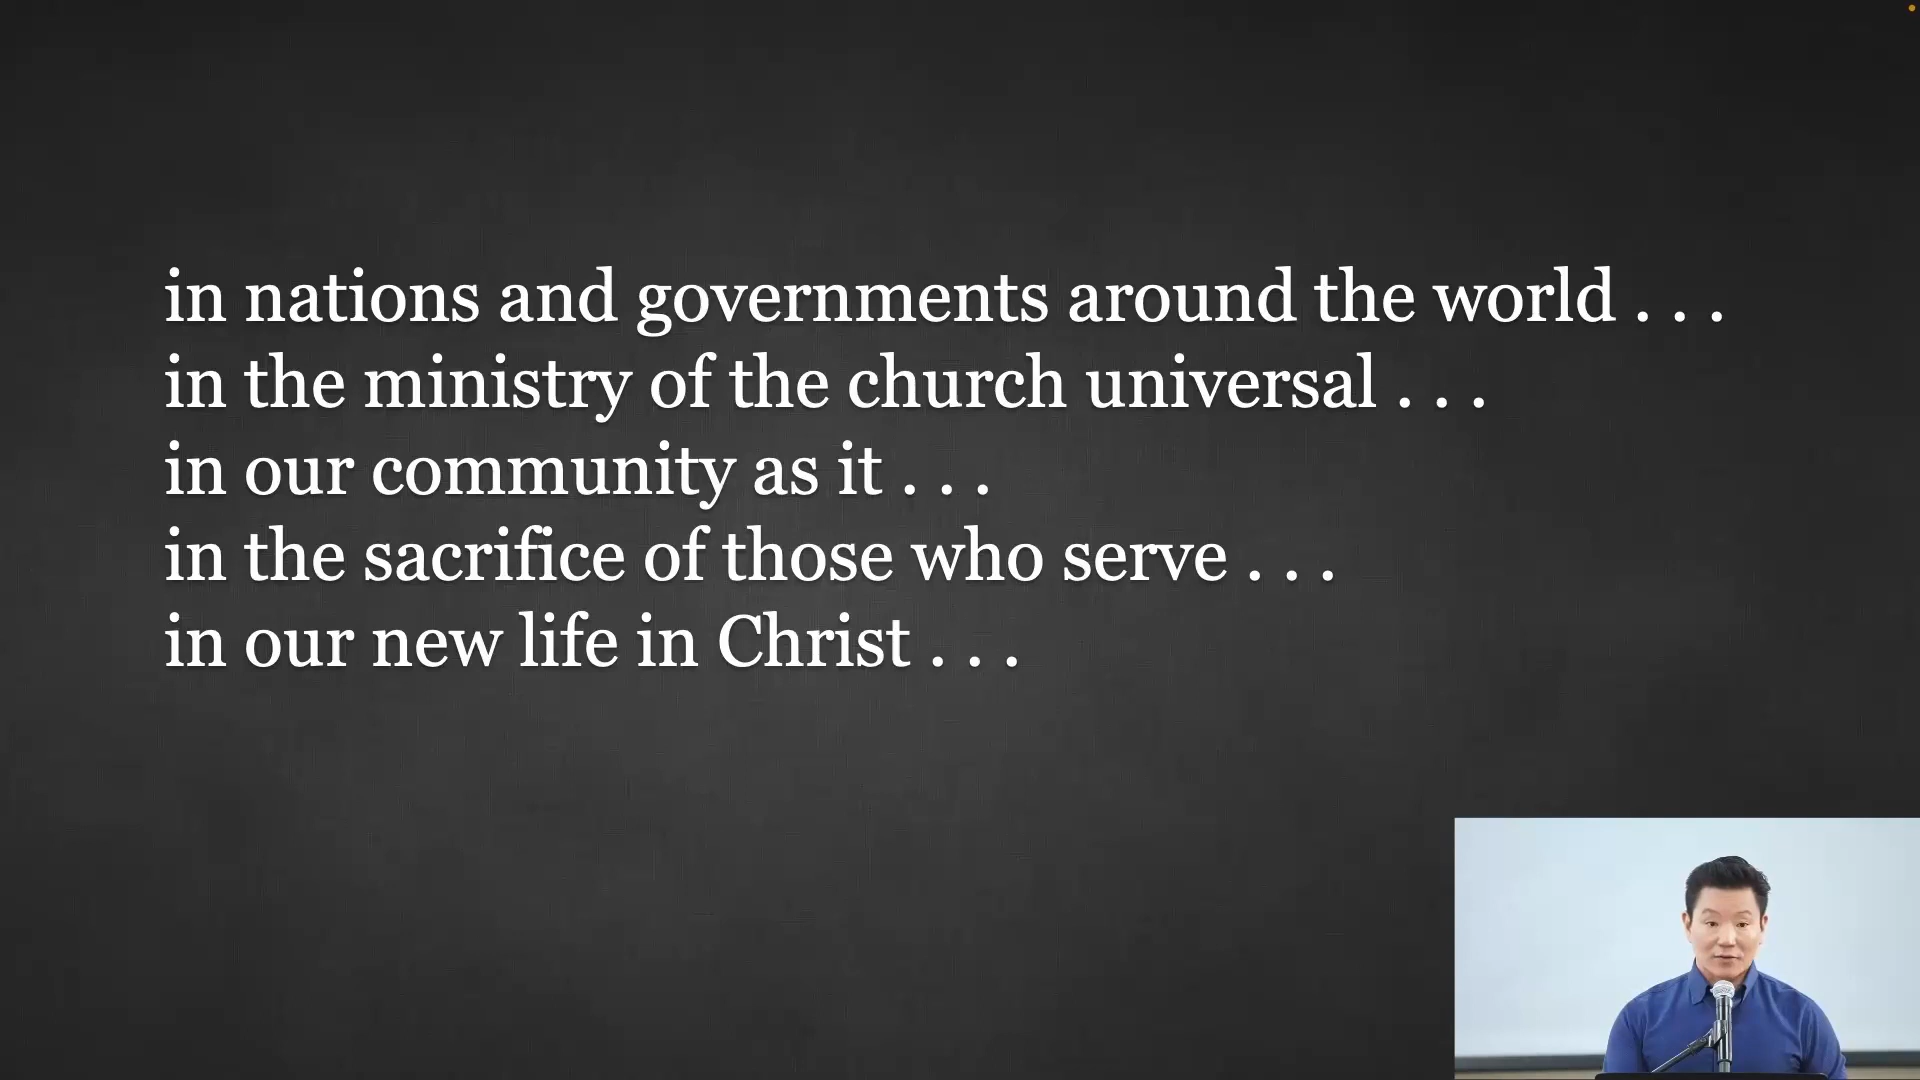 in nations and governments around the world . . .
in the ministry of the church universal . . .
in our community as it . . .
in the sacrifice of those who serve . . .
in our new life in Christ . . .